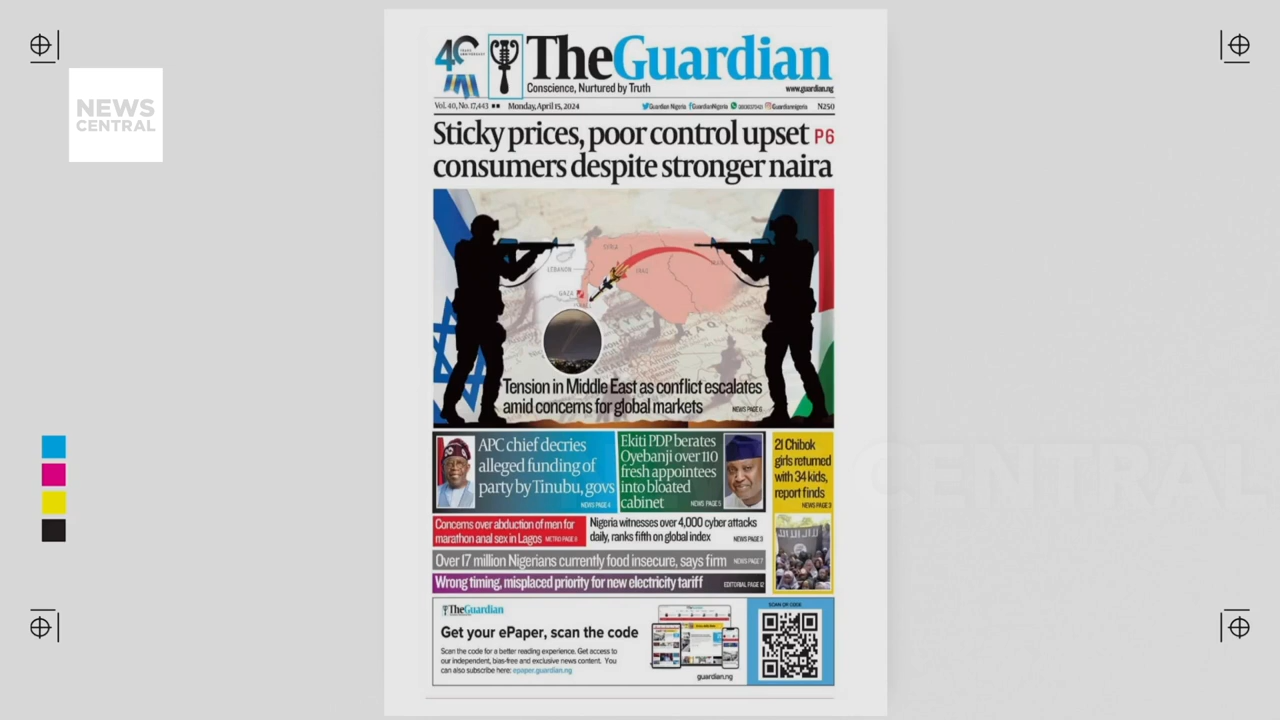 NEWS
CENTRAL
40
TheGuardian
Conscience, Nurtured by Truth
www.guardian.ng
Vol. 40, No. 17,443 Monday, April 15, 2024 Guardian Nigeria GuardianNigeria Guardiannigeria N250
Sticky prices, poor control upset P6
consumers despite stronger naira
SYRIA
LEBANON
IRAQ
GAZA
Tension in Middle East as conflict escalates
amid concerns for global markets NEWS PAGE 6
APC chief decries
alleged funding of
party by Tinubu, govs
NEWS PAGE 4
Ekiti PDP berates
Oyebanji over 110
fresh appointees
into bloated
cabinet NEWS PAGE 5
21 Chibok
girls returned
with 34 kids,
report finds
NEWS PAGE 3
Concerns over abduction of men for
marathon anal sex in Lagos METRO PAGE 8
Nigeria witnesses over 4,000 cyber attacks
daily, ranks fifth on global index NEWS PAGE 3
Over 17 million Nigerians currently food insecure, says firm NEWS PAGE 7
Wrong timing, misplaced priority for new electricity tariff EDITORIAL PAGE 12
TheGuardian
Get your ePaper, scan the code
Scan the code for a better reading experience. Get access to
our independent, bias-free and exclusive news content. You
can also subscribe here: epaper.guardian.ng
guardian.ng
SCAN QR CODE
CENTRA